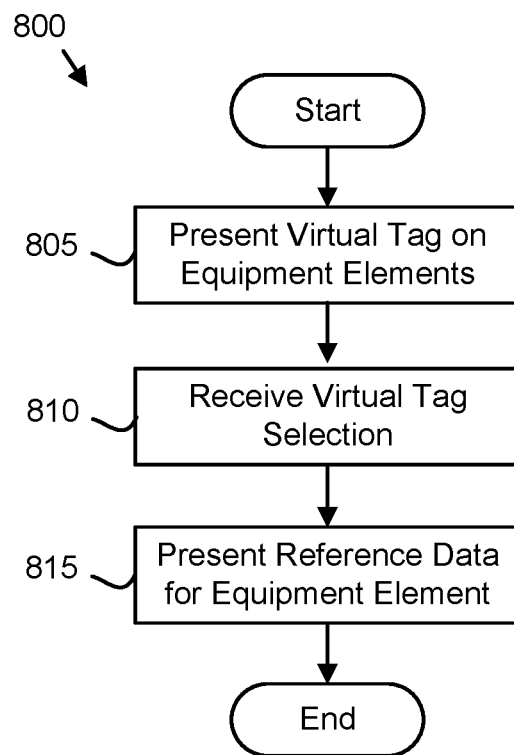 800
Start
805
Present Virtual Tag on
Equipment Elements
810
Receive Virtual Tag
Selection
815
Present Reference Data
for Equipment Element
End